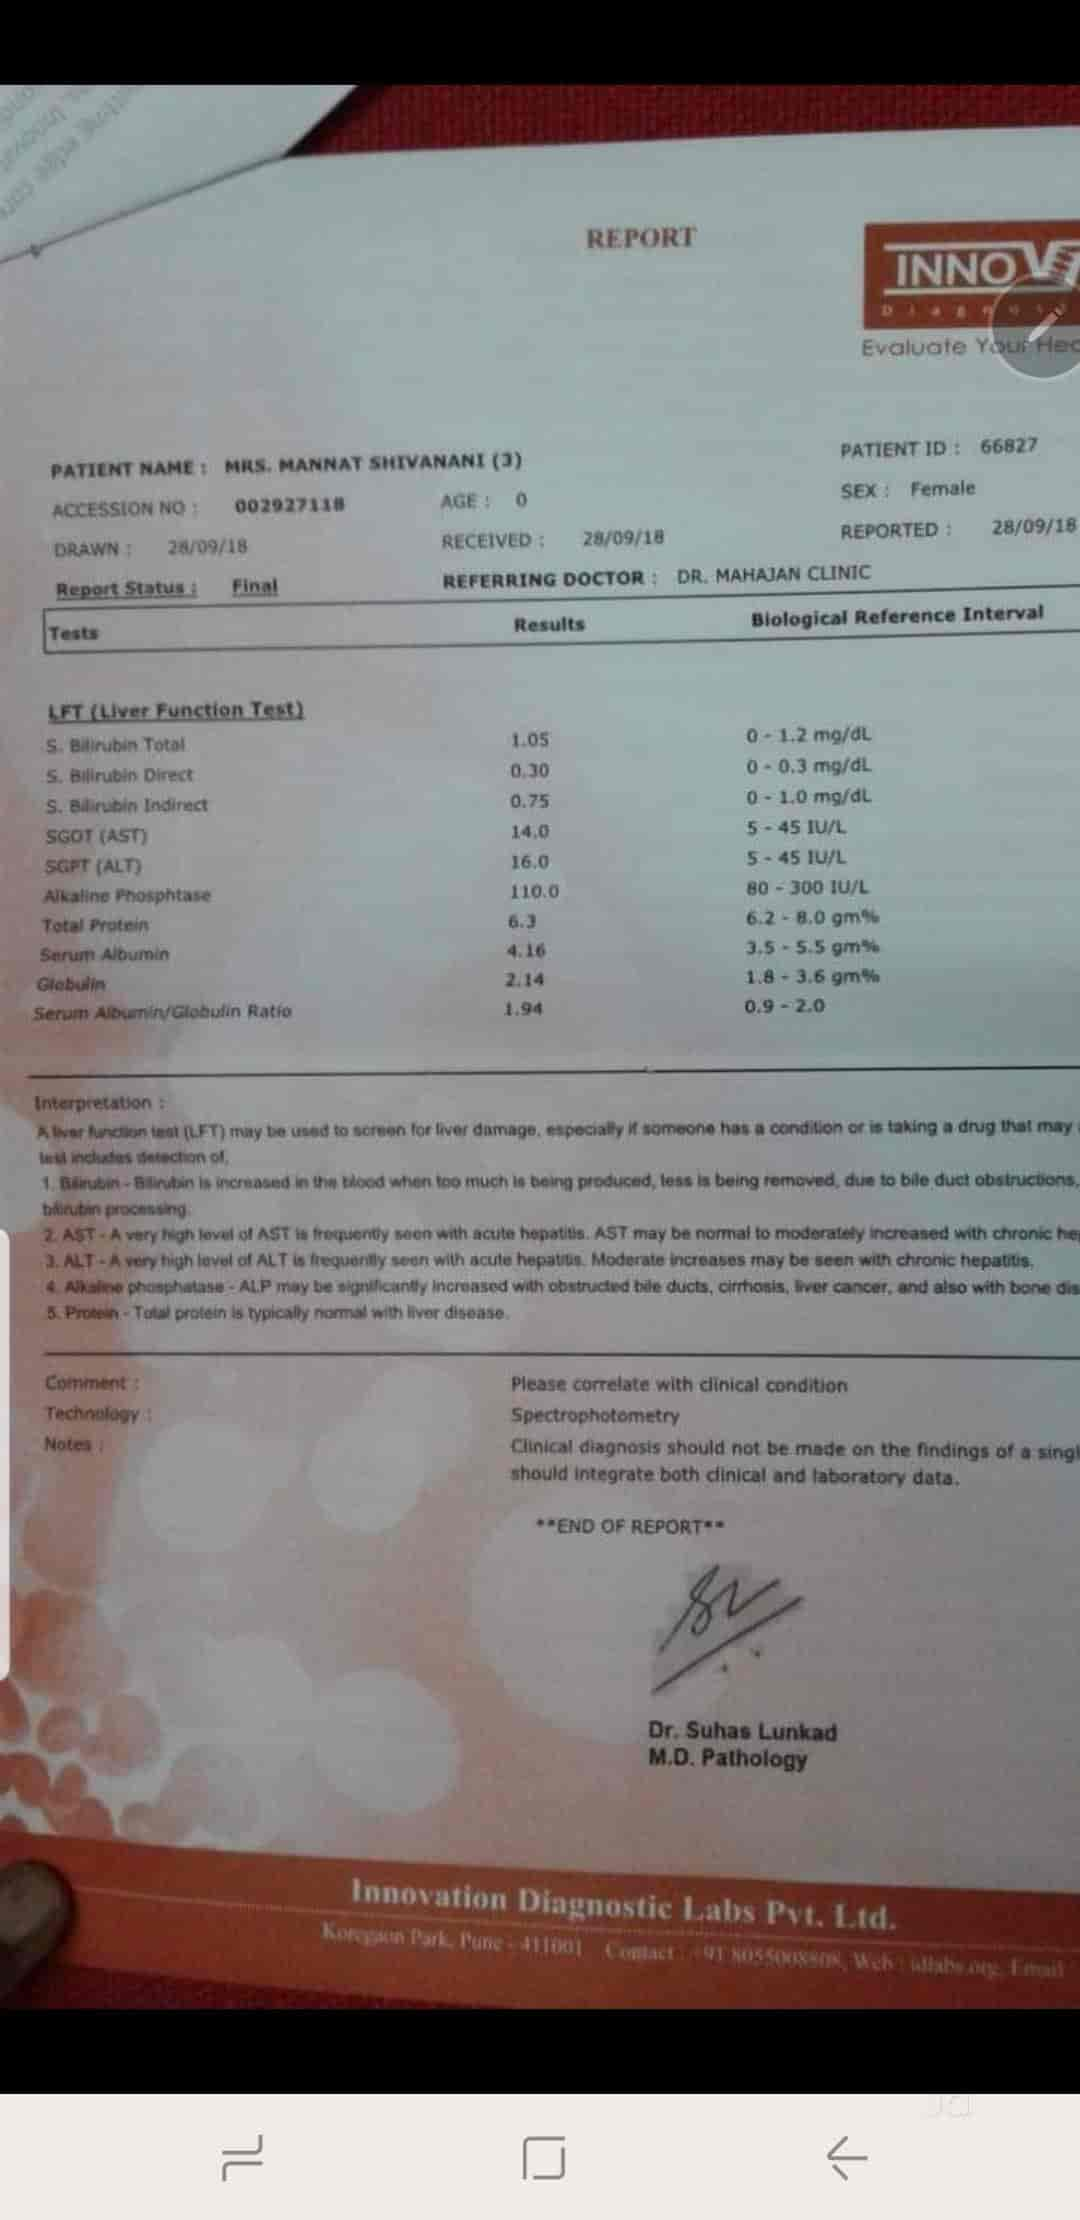 REPORT
INNOV
Evaluate Your Hea
PATIENT NAME : MRS. MANNAT SHIVANANI (3)
PATIENT ID : 66827
ACCESSION NO : 002927118
AGE : 0
SEX : Female
DRAWN : 28/09/18
RECEIVED : 28/09/18
REPORTED : 28/09/18
Report Status : Final
REFERRING DOCTOR : DR. MAHAJAN CLINIC
Tests Results Biological Reference Interval
LFT (Liver Function Test)
S. Bilirubin Total 1.05 0 - 1.2 mg/dL
S. Bilirubin Direct 0.30 0 - 0.3 mg/dL
S. Bilirubin Indirect 0.75 0 - 1.0 mg/dL
SGOT (AST) 14.0 5 - 45 IU/L
SGPT (ALT) 16.0 5 - 45 IU/L
Alkaline Phosphtase 110.0 80 - 300 IU/L
Total Protein 6.3 6.2 - 8.0 gm%
Serum Albumin 4.16 3.5 - 5.5 gm%
Globulin 2.14 1.8 - 3.6 gm%
Serum Albumin/Globulin Ratio 1.94 0.9 - 2.0
Interpretation :
A liver function test (LFT) may be used to screen for liver damage, especially if someone has a condition or is taking a drug that may
test includes detection of,
1. Bilirubin - Bilirubin is increased in the blood when too much is being produced, less is being removed, due to bile duct obstructions,
bilirubin processing.
2. AST - A very high level of AST is frequently seen with acute hepatitis. AST may be normal to moderately increased with chronic hep
3. ALT - A very high level of ALT is frequently seen with acute hepatitis. Moderate increases may be seen with chronic hepatitis.
4. Alkaline phosphatase - ALP may be significantly increased with obstructed bile ducts, cirrhosis, liver cancer, and also with bone dis
5. Protein - Total protein is typically normal with liver disease.
Comment : Please correlate with clinical condition
Technology : Spectrophotometry
Notes : Clinical diagnosis should not be made on the findings of a singl
should integrate both clinical and laboratory data.
**END OF REPORT**
Dr. Suhas Lunkad
M.D. Pathology
Innovation Diagnostic Labs Pvt. Ltd.
Koregaon Park, Pune - 411001 Contact : +91 8055008808, Web : idlabs.org, Email